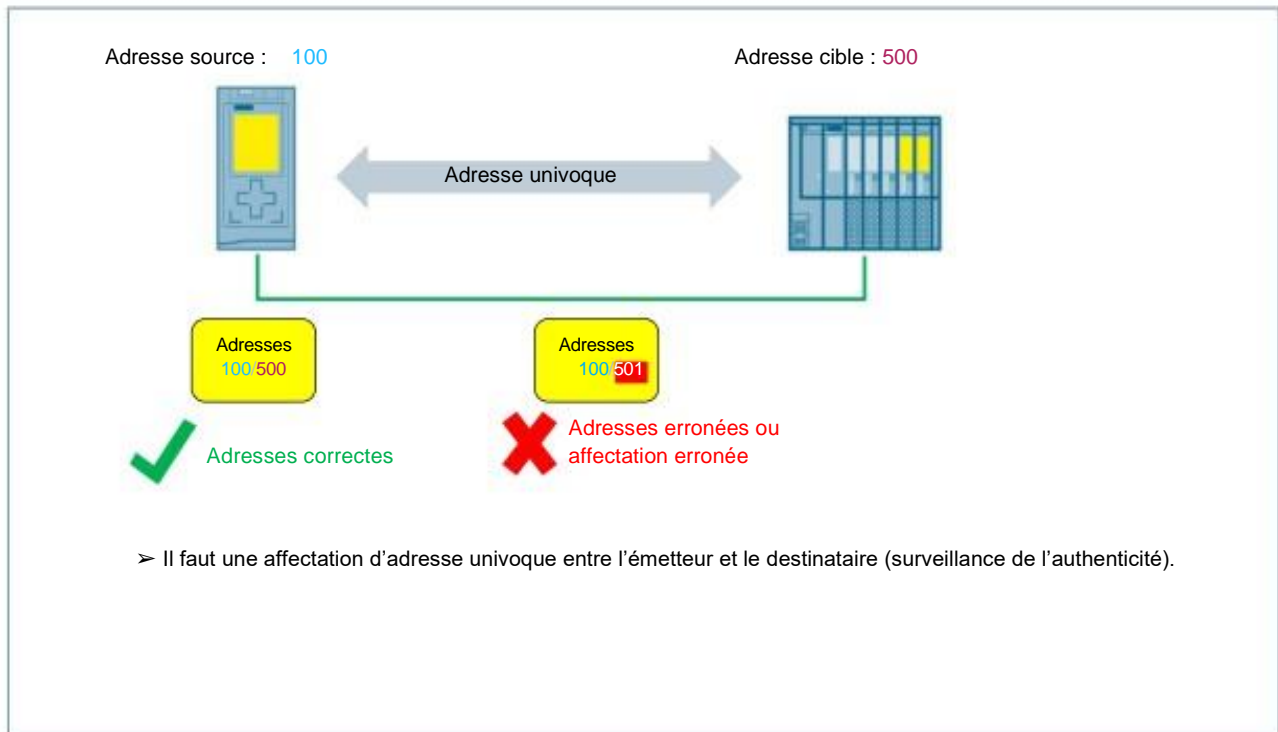 Adresse source : 100
Adresse cible : 500
Adresse univoque
Adresses
100/500
Adresses
100/501
Adresses correctes
Adresses erronées ou
affectation erronée
➢ Il faut une affectation d’adresse univoque entre l’émetteur et le destinataire (surveillance de l’authenticité).